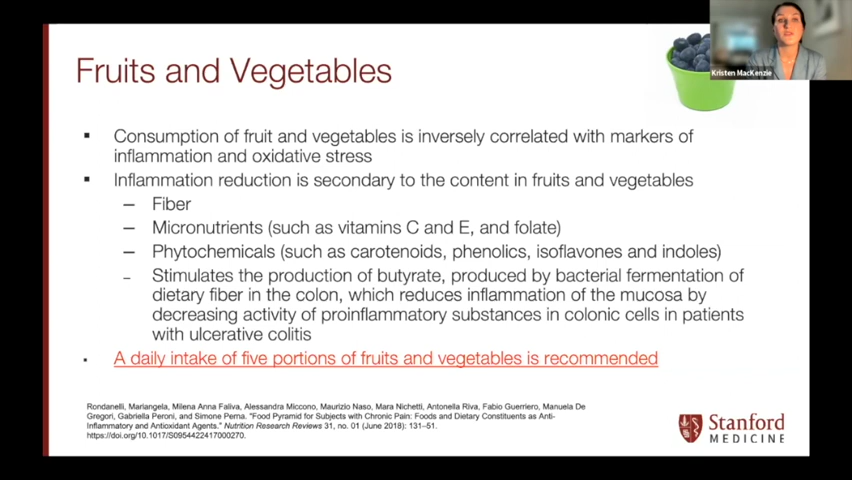 Kristen MacKenzie
Fruits and Vegetables
▪ Consumption of fruit and vegetables is inversely correlated with markers of
inflammation and oxidative stress
▪ Inflammation reduction is secondary to the content in fruits and vegetables
– Fiber
– Micronutrients (such as vitamins C and E, and folate)
– Phytochemicals (such as carotenoids, phenolics, isoflavones and indoles)
– Stimulates the production of butyrate, produced by bacterial fermentation of
dietary fiber in the colon, which reduces inflammation of the mucosa by
decreasing activity of proinflammatory substances in colonic cells in patients
with ulcerative colitis
▪ A daily intake of five portions of fruits and vegetables is recommended
Rondanelli, Mariangela, Milena Anna Faliva, Alessandra Miccono, Maurizio Naso, Mara Nichetti, Antonella Riva, Fabio Guerriero, Manuela De
Gregori, Gabriella Peroni, and Simone Perna. "Food Pyramid for Subjects with Chronic Pain: Foods and Dietary Constituents as Anti-
Inflammatory and Antioxidant Agents." Nutrition Research Reviews 31, no. 01 (June 2018): 131–51.
https://doi.org/10.1017/S0954422417000270.
Stanford
MEDICINE